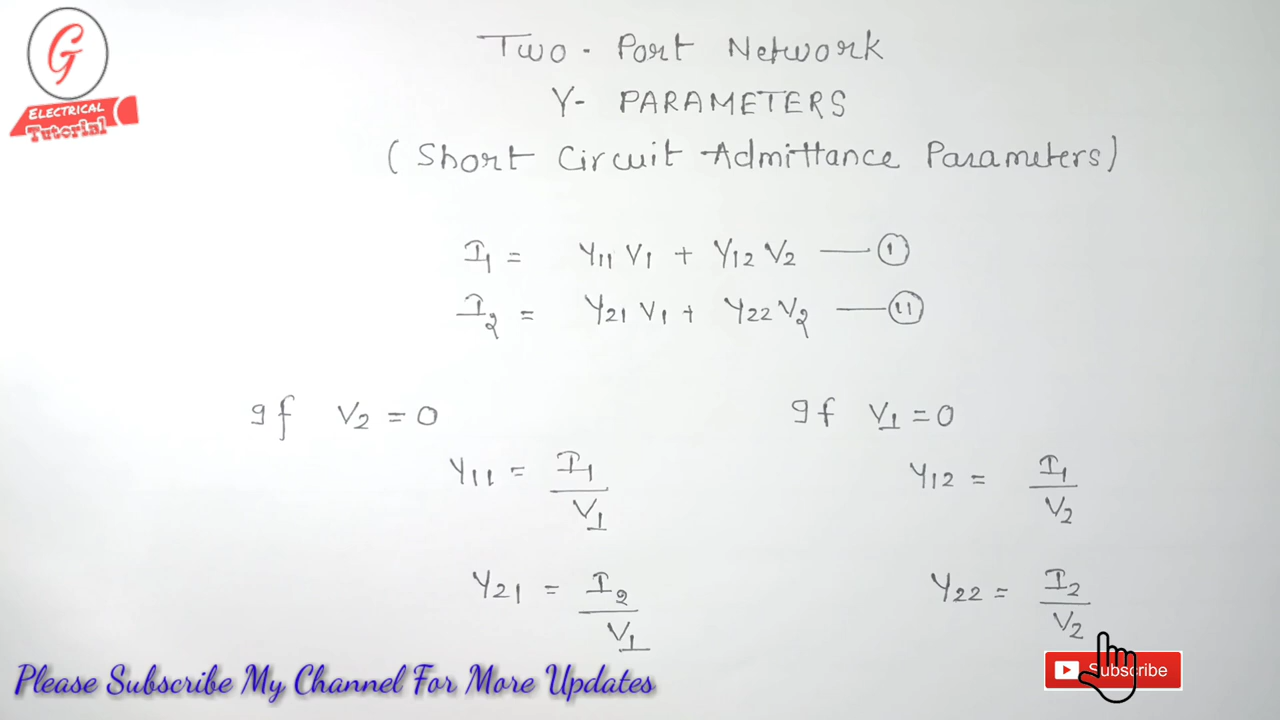 G
ELECTRICAL
Tutorial
Two - Port Network
Y- PARAMETERS
(Short Circuit Admittance Parameters)
I1 = Y11 V1 + Y12 V2 — (1)
I2 = Y21 V1 + Y22 V2 — (11)
If V2 = 0
Y11 = I1 / V1
Y21 = I2 / V1
If V1 = 0
Y12 = I1 / V2
Y22 = I2 / V2
Please Subscribe My Channel For More Updates
Subscribe